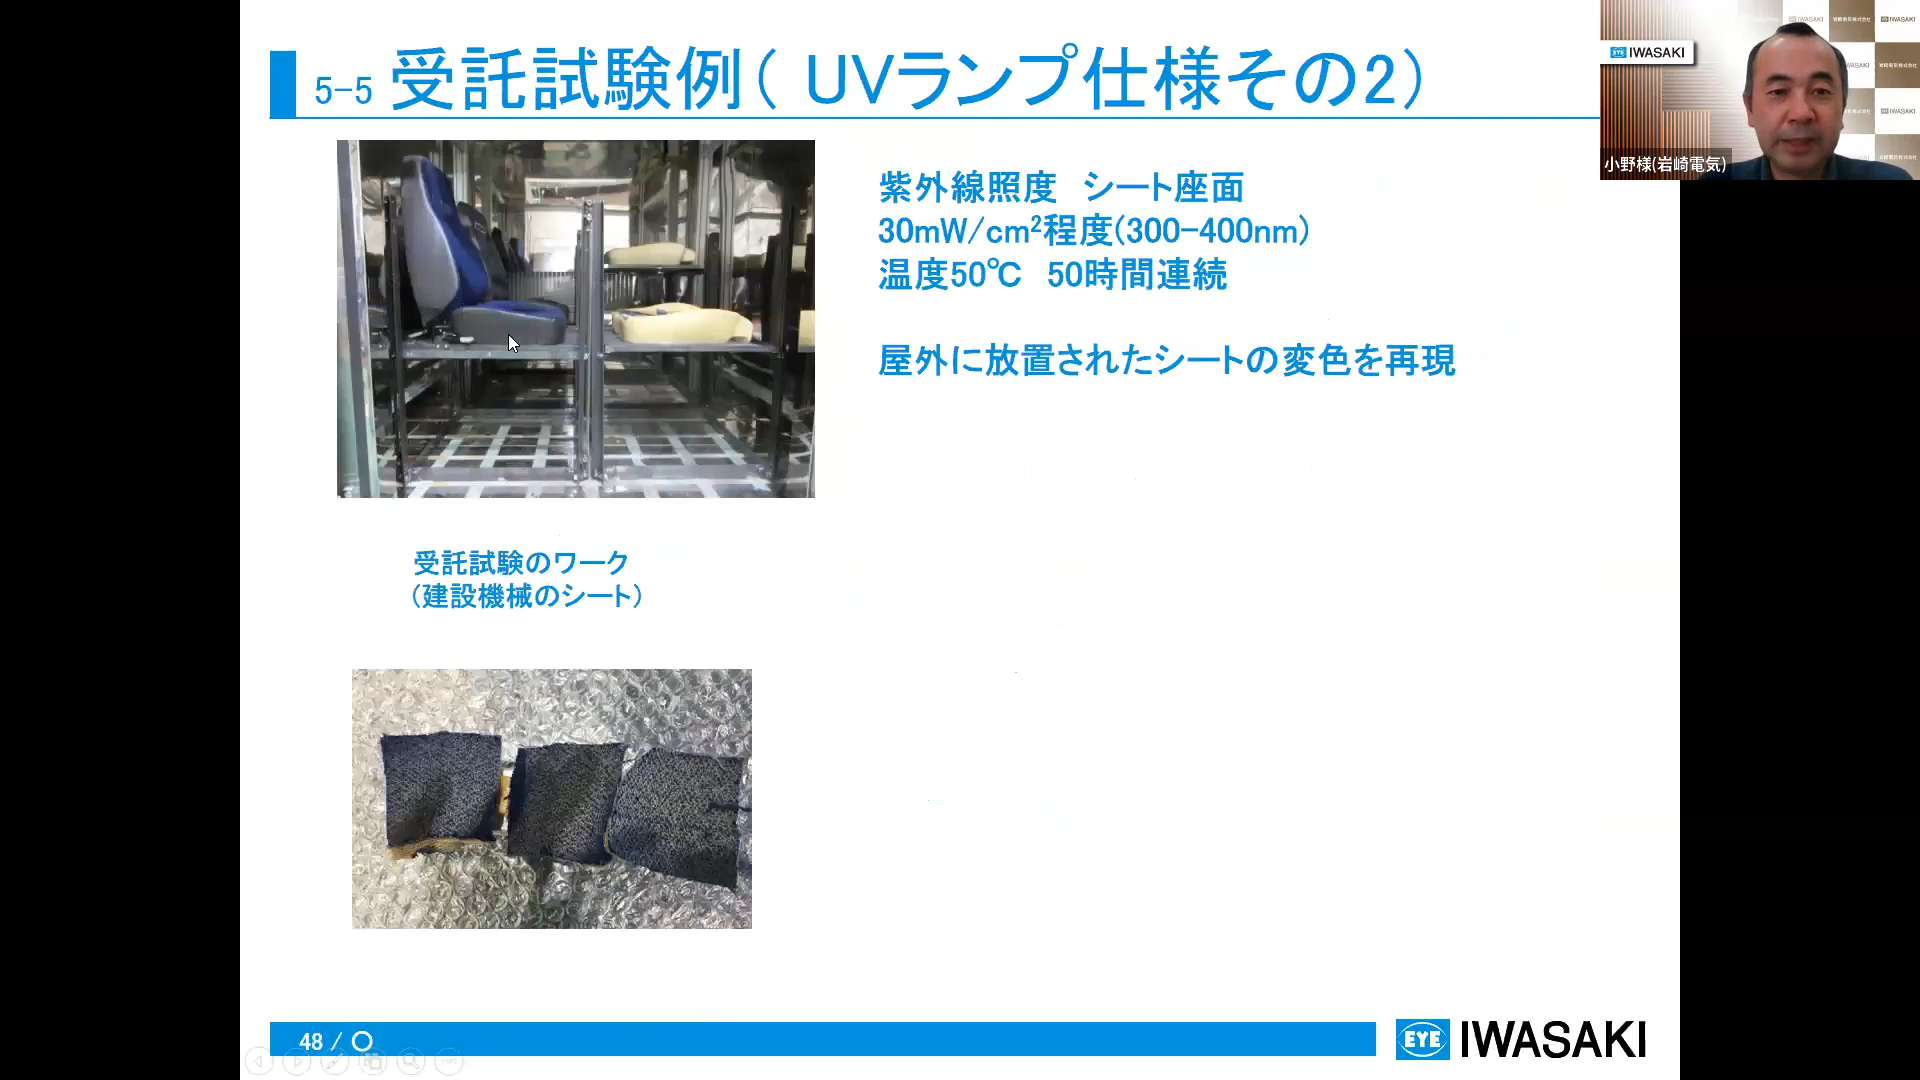 5-5 受託試験例( UVランプ仕様その2)
IWASAKI
小野様(岩崎電気)
紫外線照度　シート座面
30mW/cm²程度(300-400nm)
温度50℃　50時間連続
屋外に放置されたシートの変色を再現
受託試験のワーク
(建設機械のシート)
48 / 〇
EYE IWASAKI